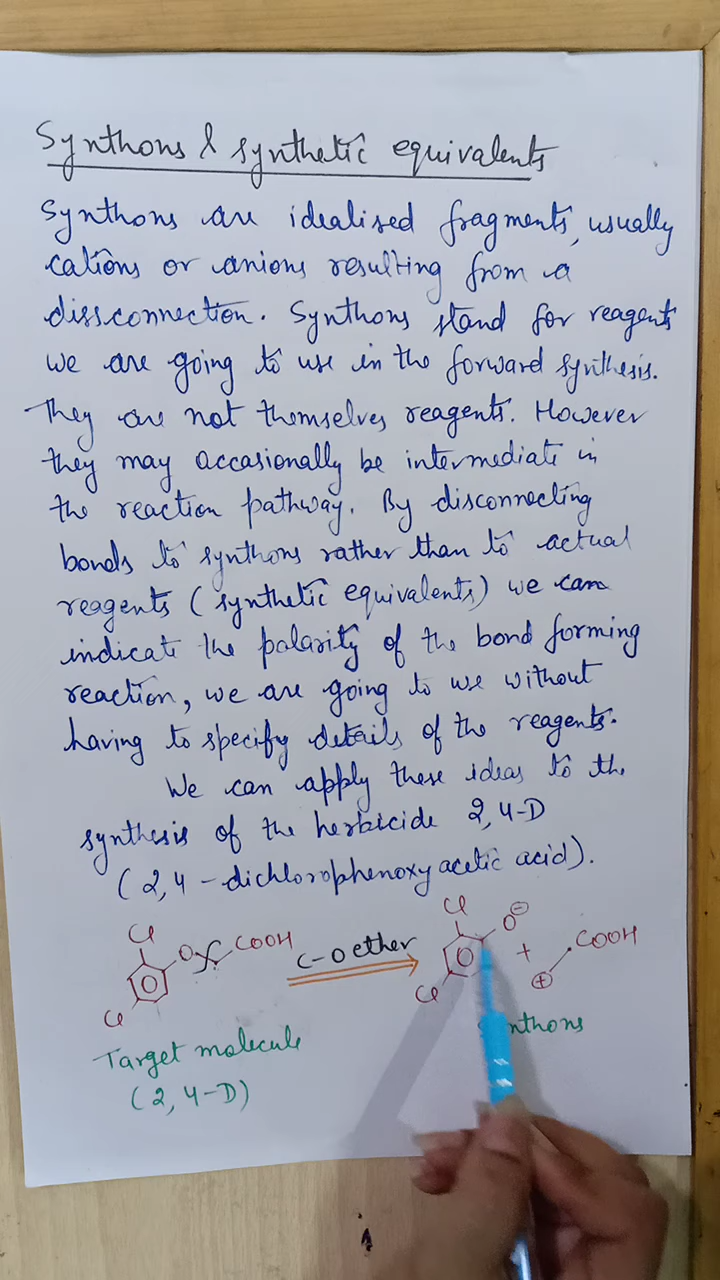 Synthons & synthetic equivalents
Synthons are idealised fragments, usually
cations or anions resulting from a
dissconnection. Synthons stand for reagents
we are going to use in the forward synthesis.
They are not themselves reagents. However
they may accasionally be intermediate in
the reaction pathway. By disconnecting
bonds to synthons rather than to actual
reagents (synthetic equivalents) we can
indicate the polarity of the bond forming
reaction, we are going to use without
having to specify details of the reagents.
We can apply these ideas to the
synthesis of the herbicide 2,4-D
(2,4-dichlorophenoxy acetic acid).
Cl O COOH Cl
C-O ether
Cl O⊖ Cl + ⊕ COOH
Target molecule
(2,4-D)